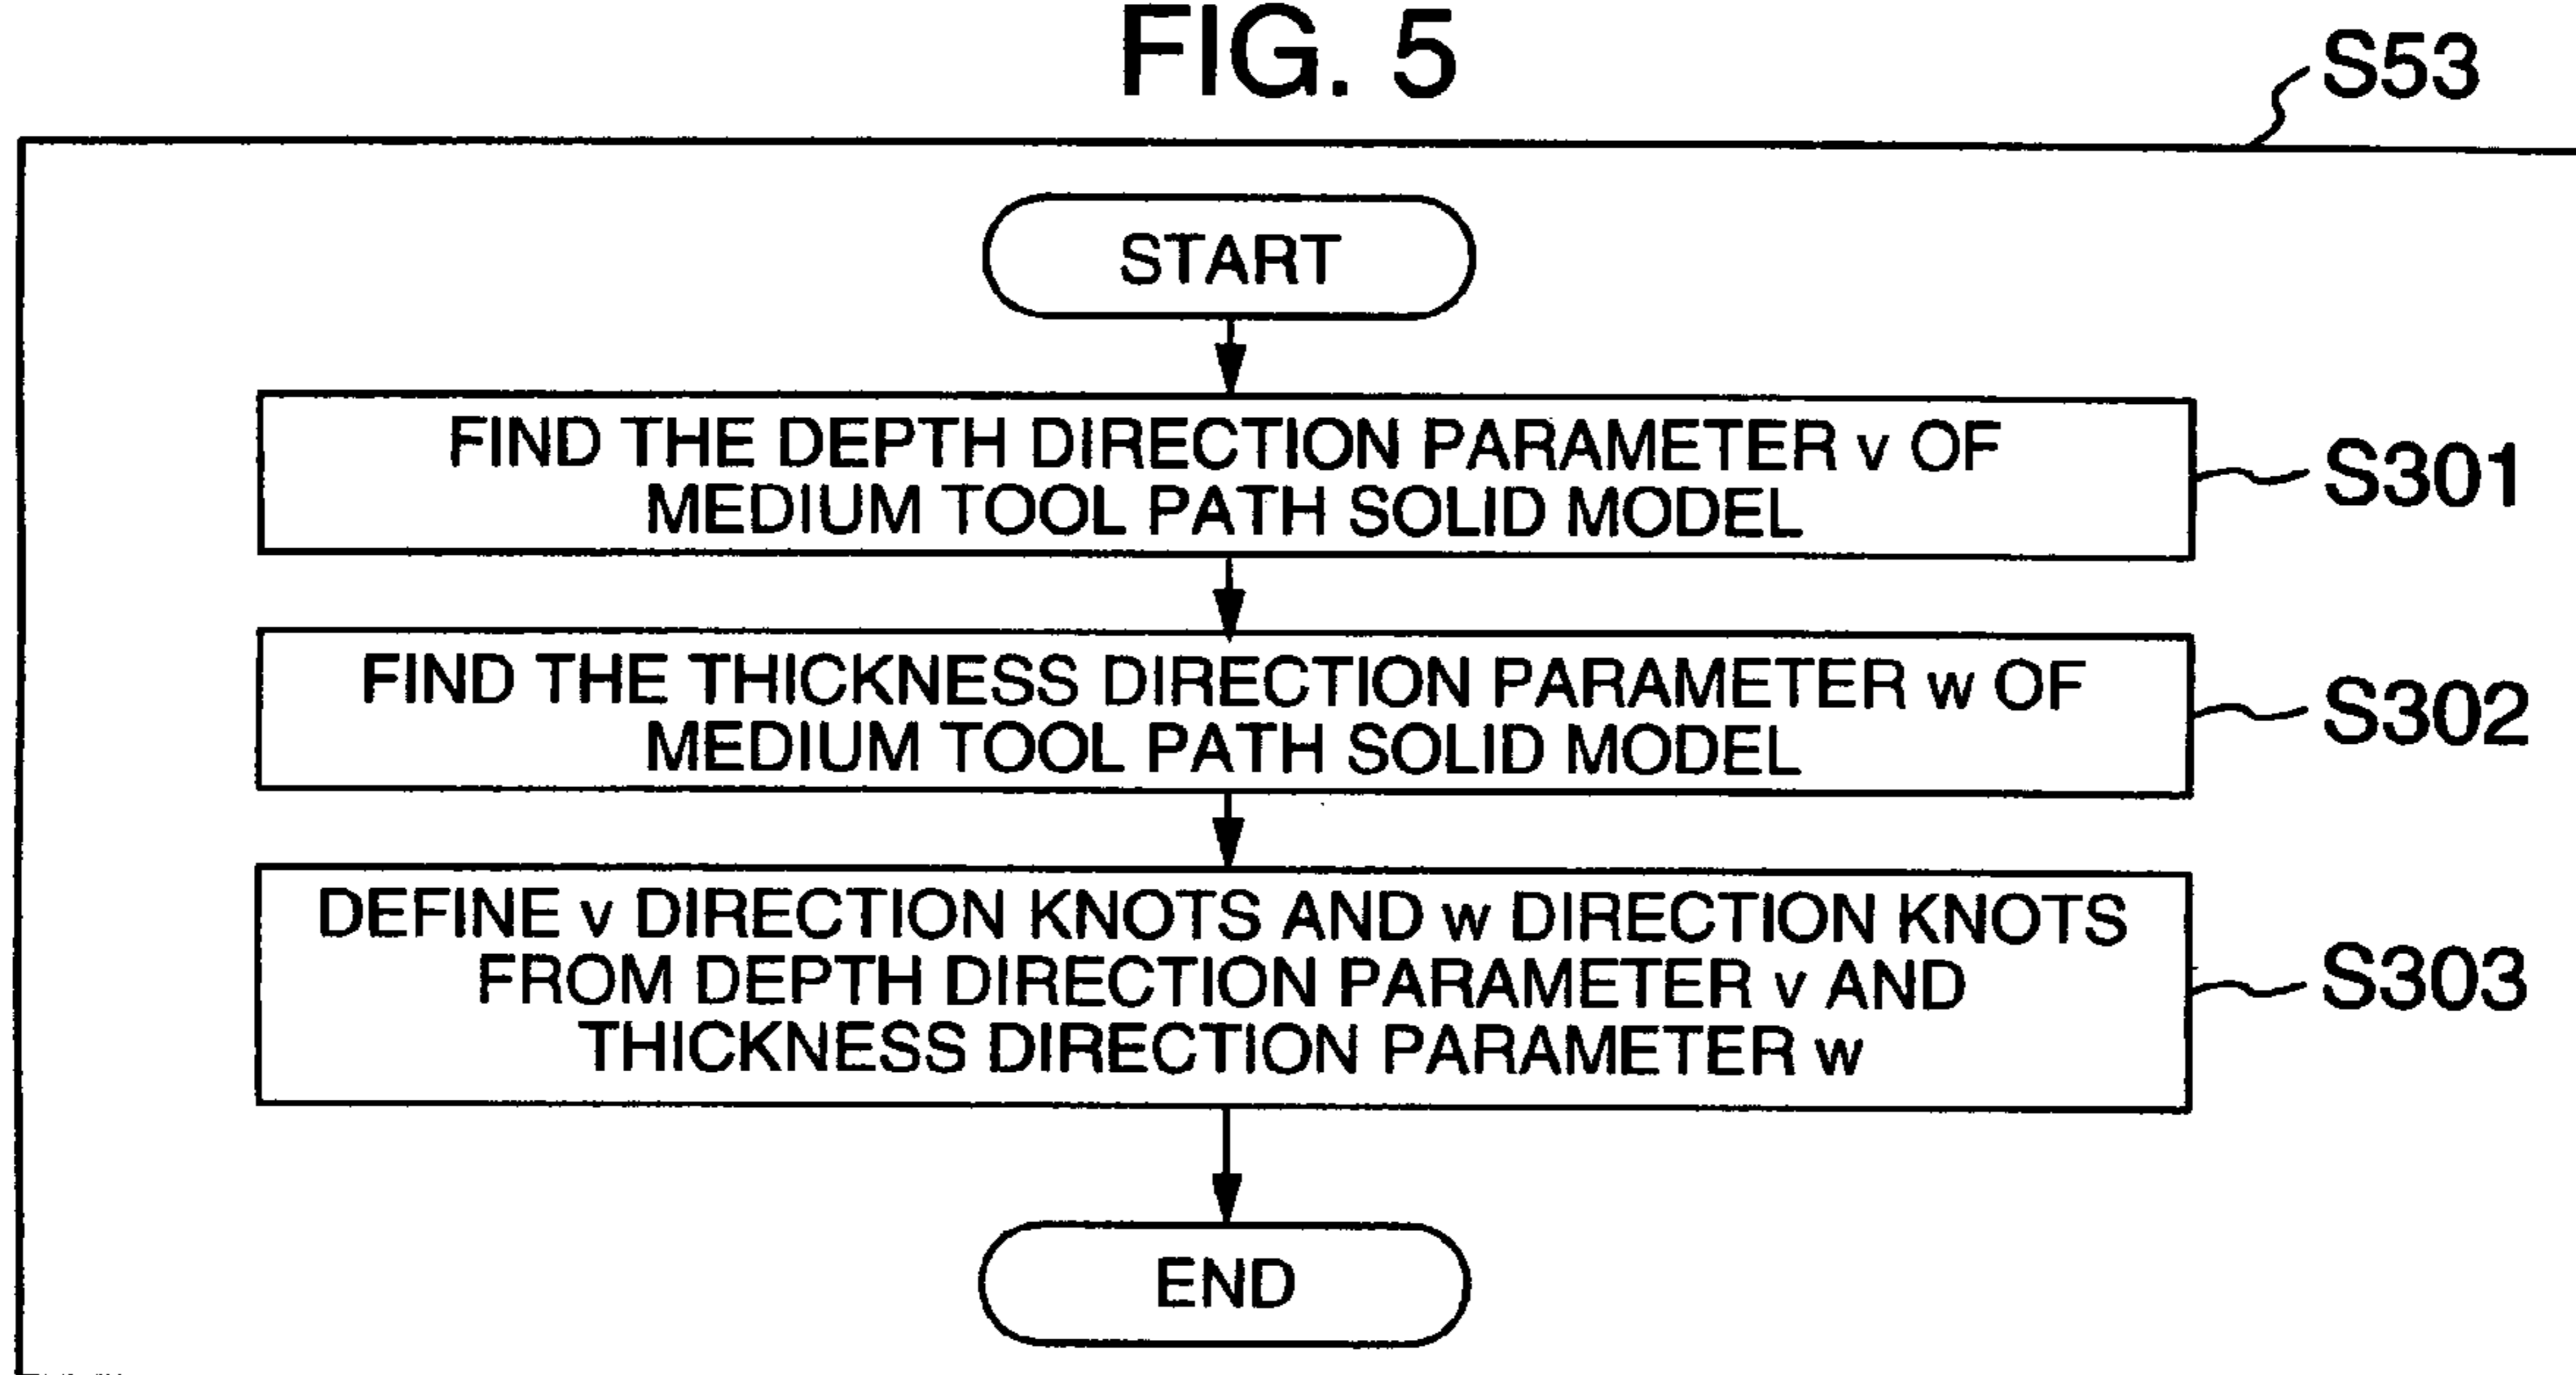 FIG. 5
S53
START
FIND THE DEPTH DIRECTION PARAMETER v OF
MEDIUM TOOL PATH SOLID MODEL
S301
FIND THE THICKNESS DIRECTION PARAMETER w OF
MEDIUM TOOL PATH SOLID MODEL
S302
DEFINE v DIRECTION KNOTS AND w DIRECTION KNOTS
FROM DEPTH DIRECTION PARAMETER v AND
THICKNESS DIRECTION PARAMETER w
S303
END